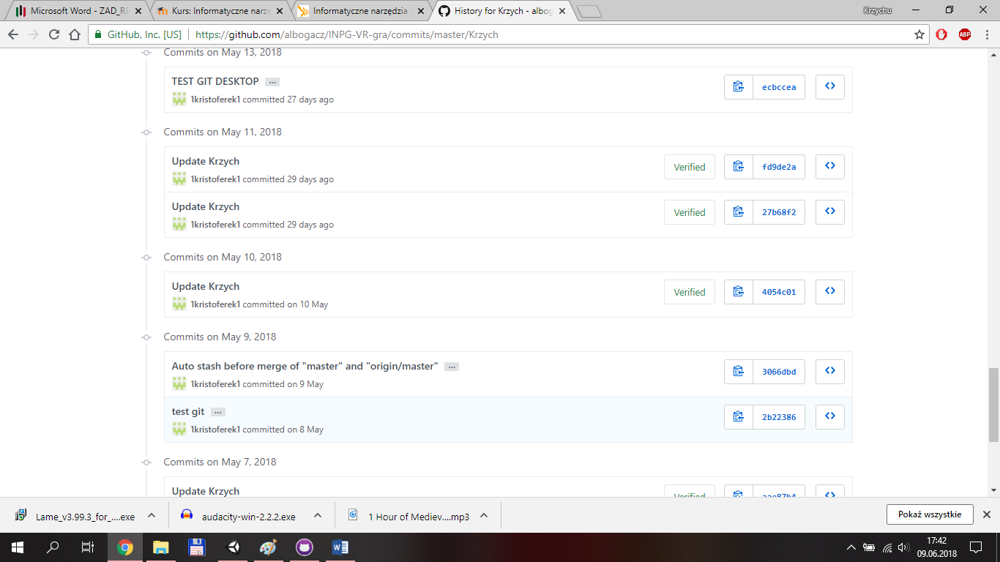 Microsoft Word - ZAD_RF
Kurs: Informatyczne narzę
Informatyczne narzędzia
History for Krzych - albog
Krzychu
GitHub, Inc. [US] https://github.com/albogacz/INPG-VR-gra/commits/master/Krzych
ABP
Commits on May 13, 2018
TEST GIT DESKTOP ...
1kristoferek1 committed 27 days ago
ecbccea
Commits on May 11, 2018
Update Krzych
1kristoferek1 committed 29 days ago
Verified
fd9de2a
Update Krzych
1kristoferek1 committed 29 days ago
Verified
27b68f2
Commits on May 10, 2018
Update Krzych
1kristoferek1 committed on 10 May
Verified
4054c01
Commits on May 9, 2018
Auto stash before merge of "master" and "origin/master" ...
1kristoferek1 committed on 9 May
3066dbd
test git ...
1kristoferek1 committed on 8 May
2b22386
Commits on May 7, 2018
Update Krzych
Verified
Lame_v3.99.3_for_....exe
audacity-win-2.2.2.exe
1 Hour of Mediev....mp3
Pokaż wszystkie
17:42
09.06.2018